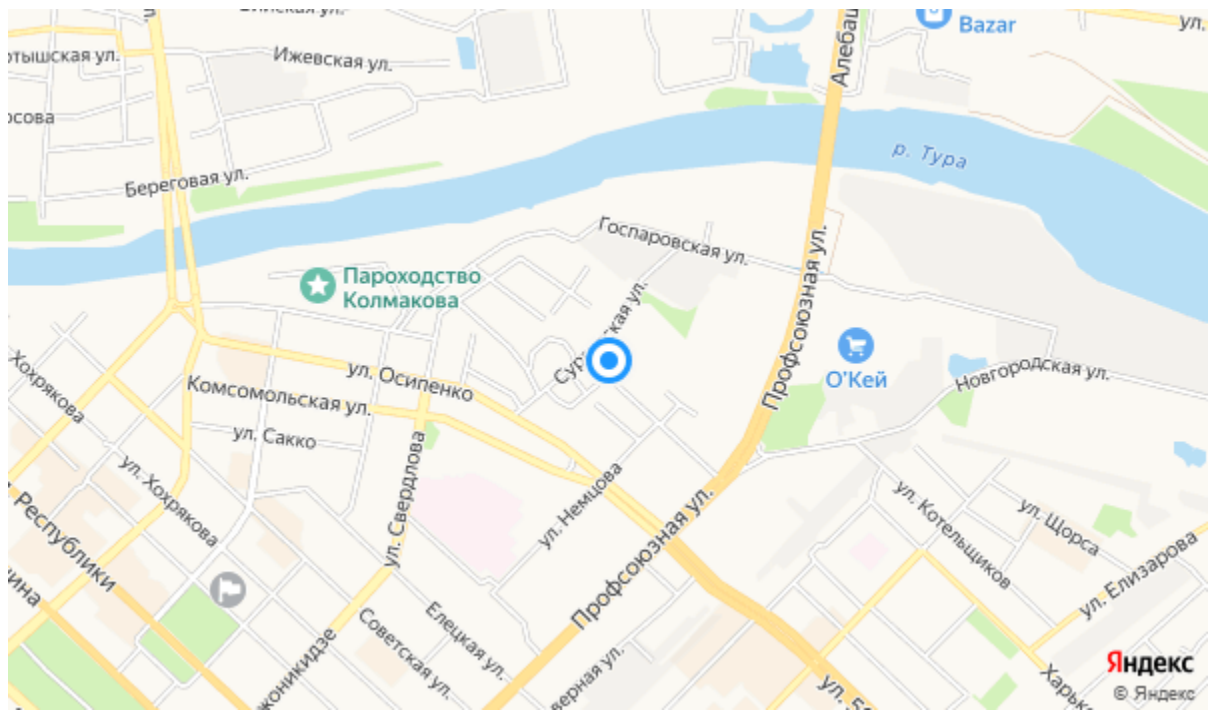 Bazar
ул.
Ижевская ул.
Алебаш
р. Тура
Береговая ул.
Госпаровская ул.
Пароходство
Колмакова
Профсоюзная ул.
О'Кей
Новгородская ул.
ул. Осипенко
Комсомольская ул.
Хохрякова
ул. Сакко
ул. Хохрякова
ул. Свердлова
ул. Немцова
Профсоюзная ул.
ул. Котельщиков
ул. Щорса
ул. Елизарова
Республики
Елецкая ул.
Советская ул.
Яндекс
© Яндекс